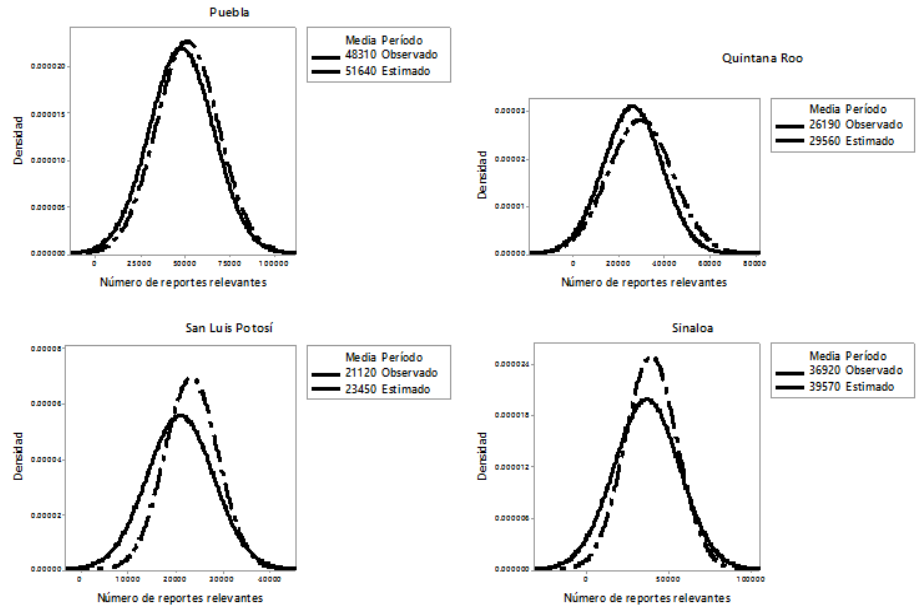 Puebla
Media Período
48310 Observado
51640 Estimado
Densidad
0.000020
0.000015
0.000010
0.000005
0.000000
0
25000
50000
75000
100000
Número de reportes relevantes
Quintana Roo
Media Período
26190 Observado
29560 Estimado
Densidad
0.00003
0.00002
0.00001
0.00000
0
20000
40000
60000
80000
Número de reportes relevantes
San Luis Potosí
Media Período
21120 Observado
23450 Estimado
Densidad
0.00008
0.00006
0.00004
0.00002
0.00000
0
10000
20000
30000
40000
Número de reportes relevantes
Sinaloa
Media Período
36920 Observado
39570 Estimado
Densidad
0.000024
0.000018
0.000012
0.000006
0.000000
0
50000
100000
Número de reportes relevantes